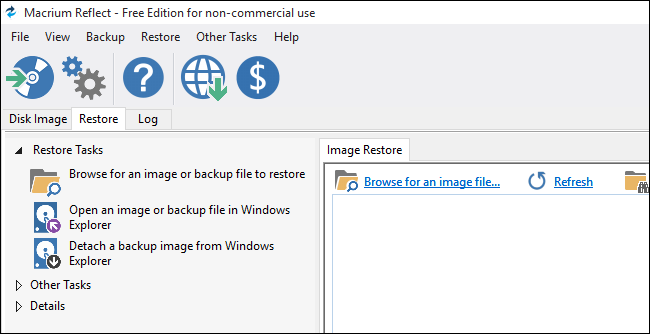 Macrium Reflect - Free Edition for non-commercial use
File View Backup Restore Other Tasks Help
? $
Disk Image Restore Log
Restore Tasks
Browse for an image or backup file to restore
Open an image or backup file in Windows
Explorer
Detach a backup image from Windows
Explorer
Other Tasks
Details
Image Restore
Browse for an image file... Refresh